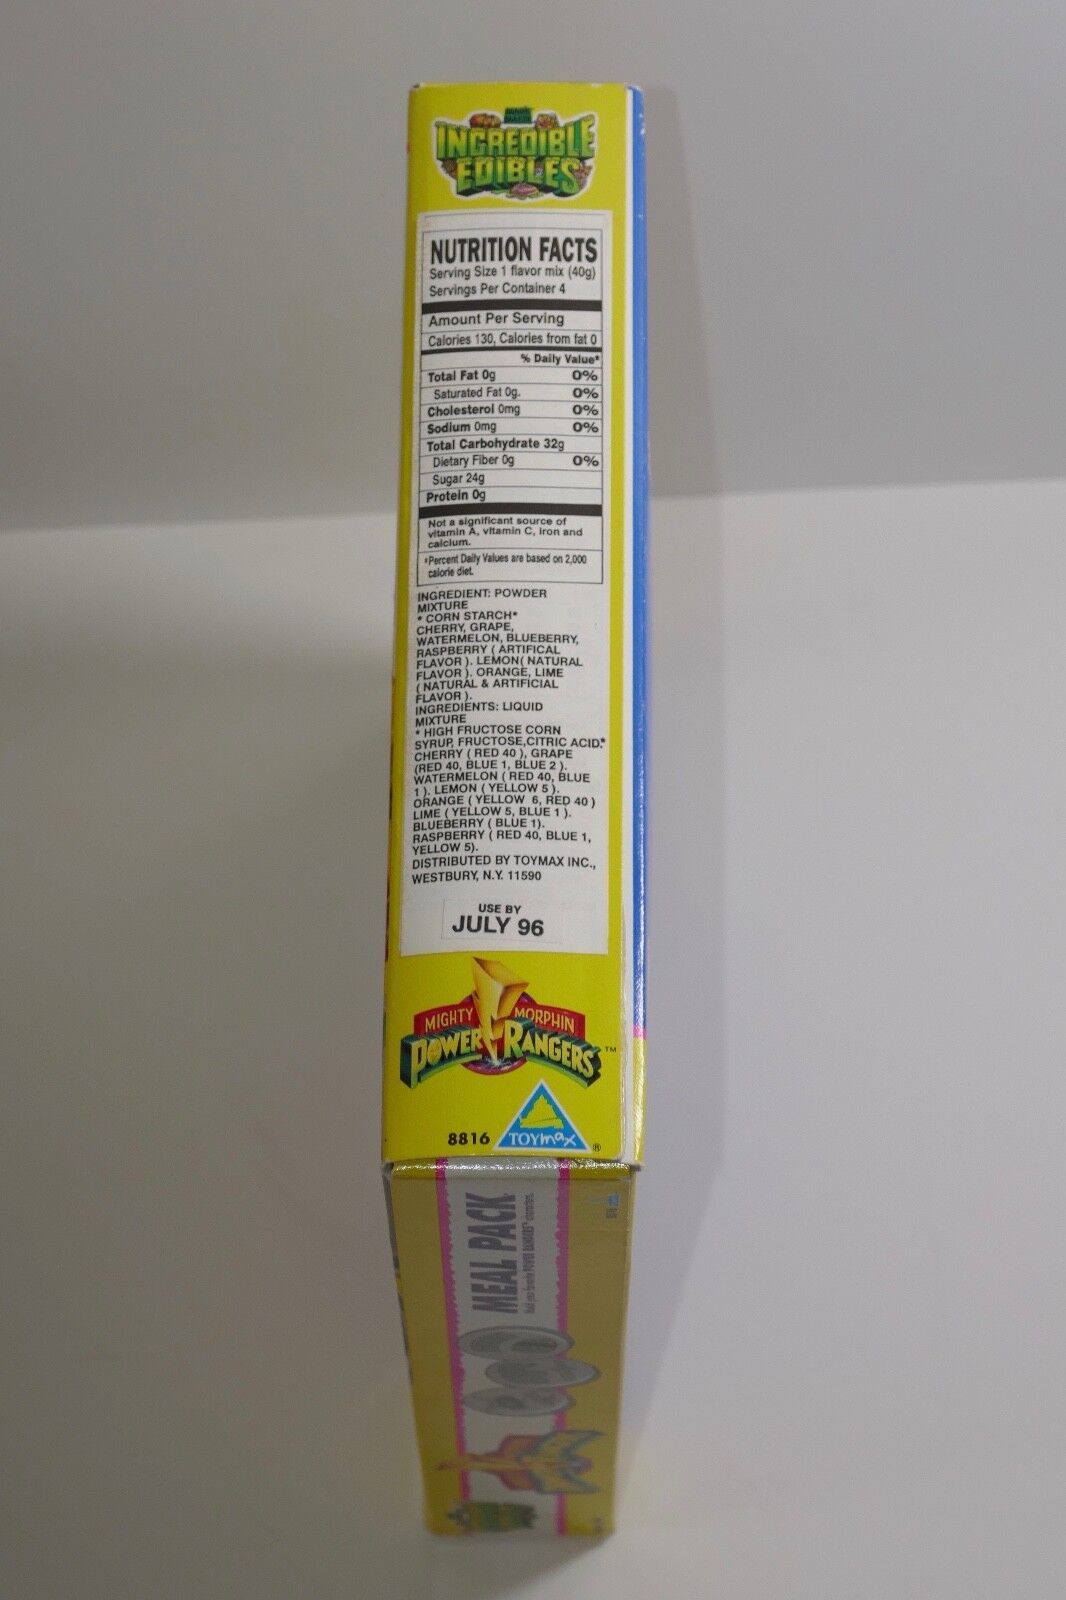 INCREDIBLE
EDIBLES
NUTRITION FACTS
Serving Size 1 flavor mix (40g)
Servings Per Container 4
Amount Per Serving
Calories 130, Calories from fat 0
% Daily Value*
Total Fat 0g 0%
Saturated Fat 0g. 0%
Cholesterol 0mg 0%
Sodium 0mg 0%
Total Carbohydrate 32g
Dietary Fiber 0g 0%
Sugar 24g
Protein 0g
Not a significant source of
vitamin A, vitamin C, iron and
calcium.
*Percent Daily Values are based on 2,000
calorie diet.
INGREDIENT: POWDER
MIXTURE
* CORN STARCH*
CHERRY, GRAPE,
WATERMELON, BLUEBERRY,
RASPBERRY ( ARTIFICAL
FLAVOR ). LEMON( NATURAL
FLAVOR ). ORANGE, LIME
( NATURAL & ARTIFICIAL
FLAVOR ).
INGREDIENTS: LIQUID
MIXTURE
* HIGH FRUCTOSE CORN
SYRUP, FRUCTOSE,CITRIC ACID.*
CHERRY ( RED 40 ), GRAPE
(RED 40, BLUE 1, BLUE 2 ).
WATERMELON ( RED 40, BLUE
1 ). LEMON ( YELLOW 5 ).
ORANGE ( YELLOW 6, RED 40 )
LIME ( YELLOW 5, BLUE 1 ).
BLUEBERRY ( BLUE 1).
RASPBERRY ( RED 40, BLUE 1,
YELLOW 5).
DISTRIBUTED BY TOYMAX INC.,
WESTBURY, N.Y. 11590
USE BY
JULY 96
MIGHTY MORPHIN
POWER RANGERS™
8816 TOYmax ®
MEAL PACK